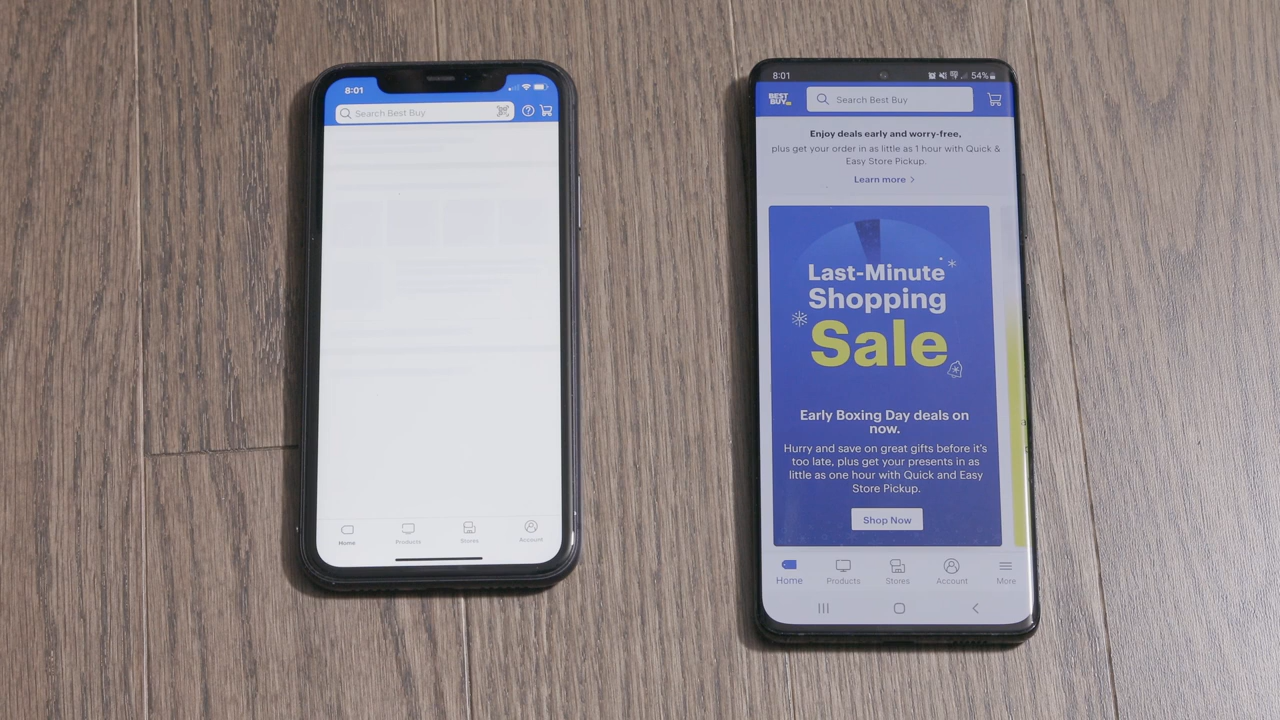 8:01
Search Best Buy
Home
Products
Stores
Account
8:01
54%
BEST
BUY
Search Best Buy
Enjoy deals early and worry-free,
plus get your order in as little as 1 hour with Quick &
Easy Store Pickup.
Learn more
Last-Minute
Shopping
Sale
Early Boxing Day deals on
now.
Hurry and save on great gifts before it's
too late, plus get your presents in as
little as one hour with Quick and Easy
Store Pickup.
Shop Now
Home
Products
Stores
Account
More